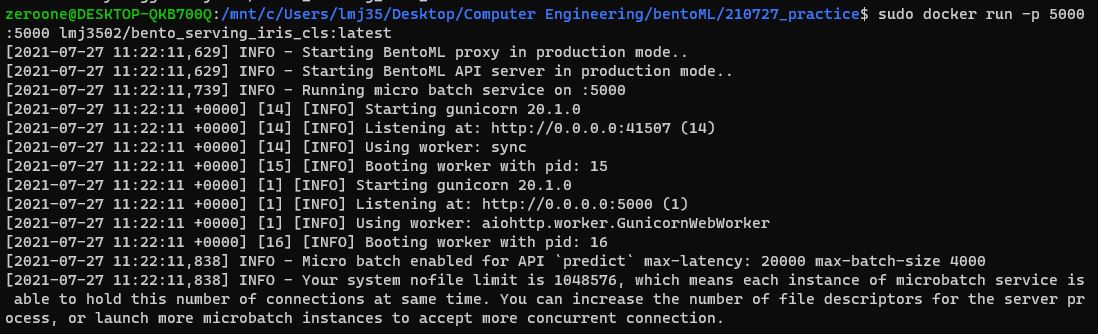 zeroone@DESKTOP-QKB700Q:/mnt/c/Users/lmj35/Desktop/Computer Engineering/bentoML/210727_practice$ sudo docker run -p 5000
:5000 lmj3502/bento_serving_iris_cls:latest
[2021-07-27 11:22:11,629] INFO - Starting BentoML proxy in production mode..
[2021-07-27 11:22:11,629] INFO - Starting BentoML API server in production mode..
[2021-07-27 11:22:11,739] INFO - Running micro batch service on :5000
[2021-07-27 11:22:11 +0000] [14] [INFO] Starting gunicorn 20.1.0
[2021-07-27 11:22:11 +0000] [14] [INFO] Listening at: http://0.0.0.0:41507 (14)
[2021-07-27 11:22:11 +0000] [14] [INFO] Using worker: sync
[2021-07-27 11:22:11 +0000] [15] [INFO] Booting worker with pid: 15
[2021-07-27 11:22:11 +0000] [1] [INFO] Starting gunicorn 20.1.0
[2021-07-27 11:22:11 +0000] [1] [INFO] Listening at: http://0.0.0.0:5000 (1)
[2021-07-27 11:22:11 +0000] [1] [INFO] Using worker: aiohttp.worker.GunicornWebWorker
[2021-07-27 11:22:11 +0000] [16] [INFO] Booting worker with pid: 16
[2021-07-27 11:22:11,838] INFO - Micro batch enabled for API `predict` max-latency: 20000 max-batch-size 4000
[2021-07-27 11:22:11,838] INFO - Your system nofile limit is 1048576, which means each instance of microbatch service is
 able to hold this number of connections at same time. You can increase the number of file descriptors for the server pr
ocess, or launch more microbatch instances to accept more concurrent connection.